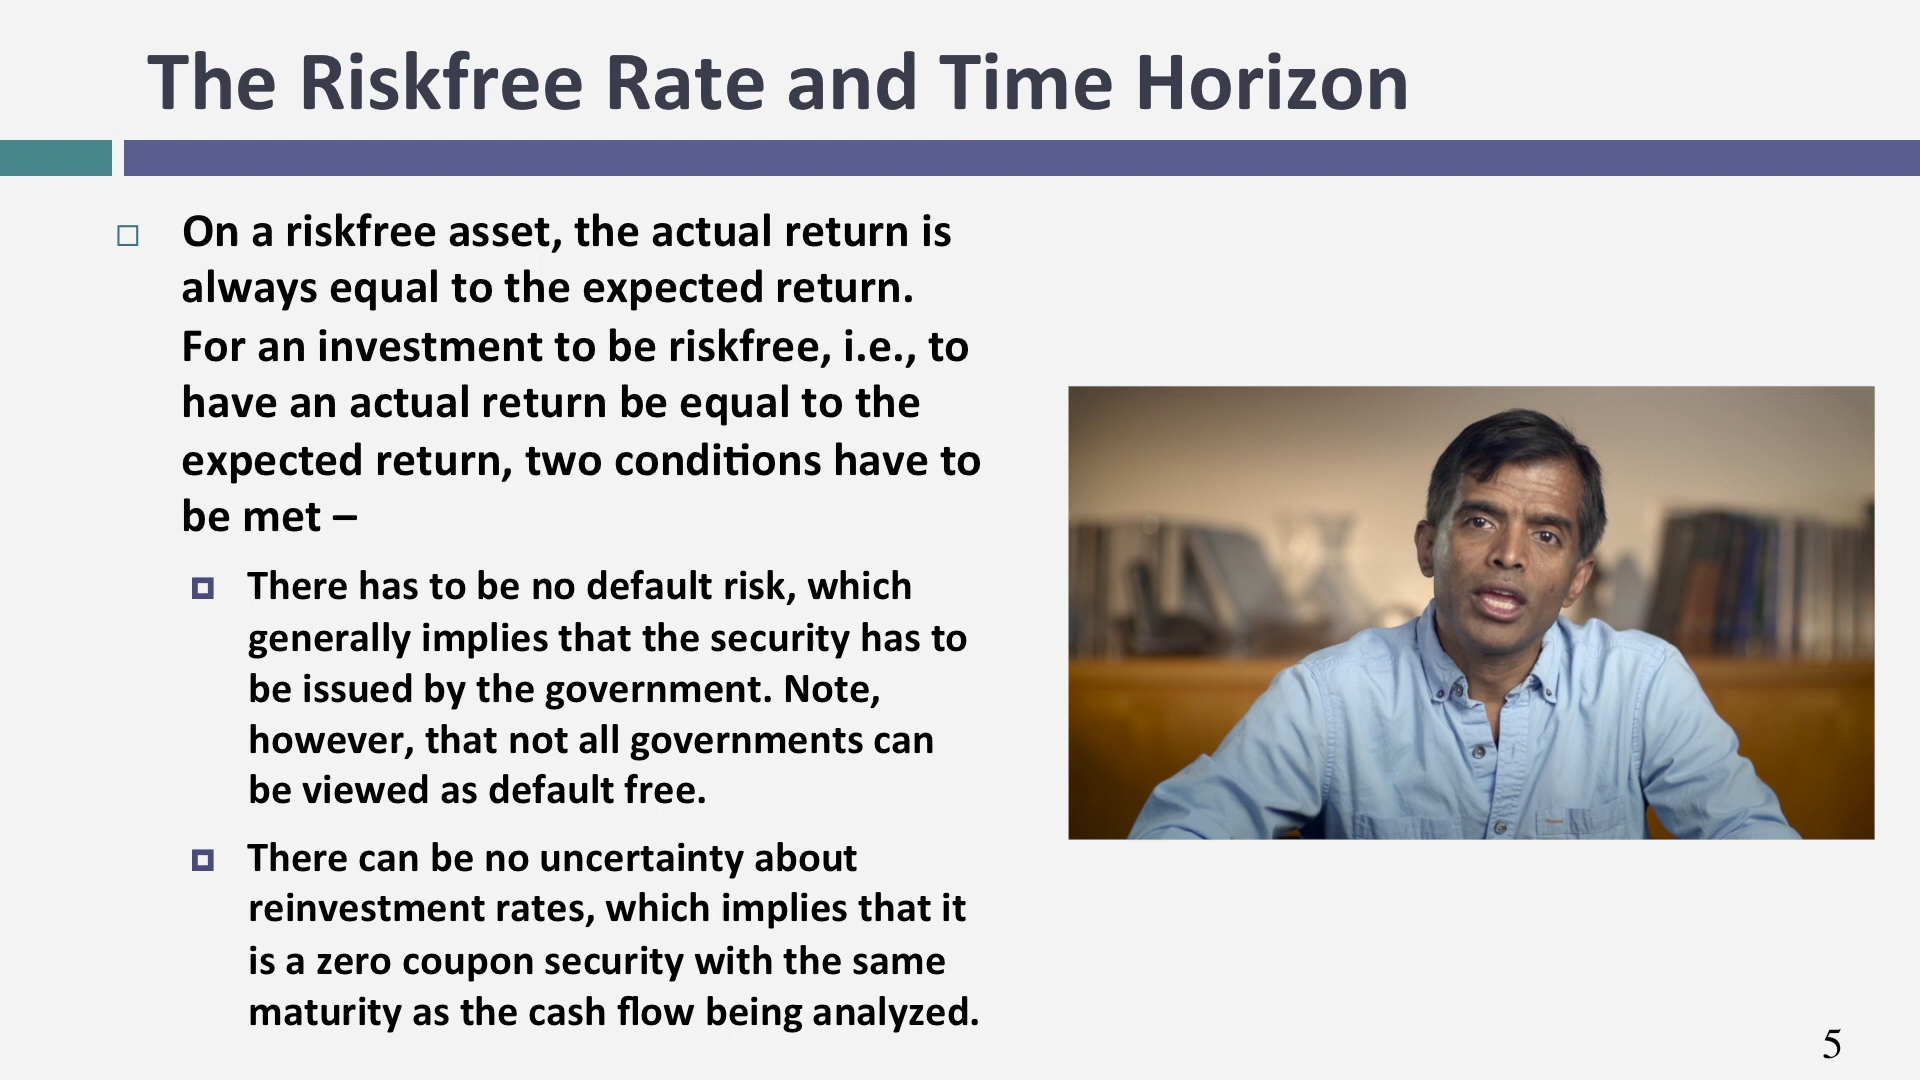 The Riskfree Rate and Time Horizon
On a riskfree asset, the actual return is
always equal to the expected return.
For an investment to be riskfree, i.e., to
have an actual return be equal to the
expected return, two conditions have to
be met –
There has to be no default risk, which
generally implies that the security has to
be issued by the government. Note,
however, that not all governments can
be viewed as default free.
There can be no uncertainty about
reinvestment rates, which implies that it
is a zero coupon security with the same
maturity as the cash flow being analyzed.
5